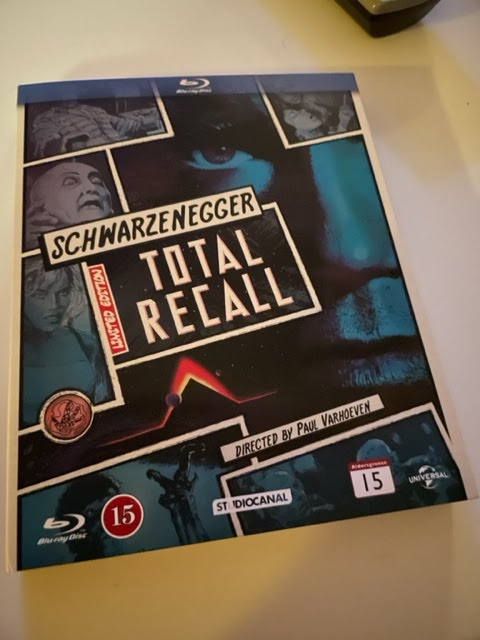 Blu-ray Disc
SCHWARZENEGGER
LIMITED EDITION
TOTAL
RECALL
DIRECTED BY PAUL VARHOEVEN
Blu-ray Disc
15
STUDIOCANAL
Aldersgrense
15
UNIVERSAL